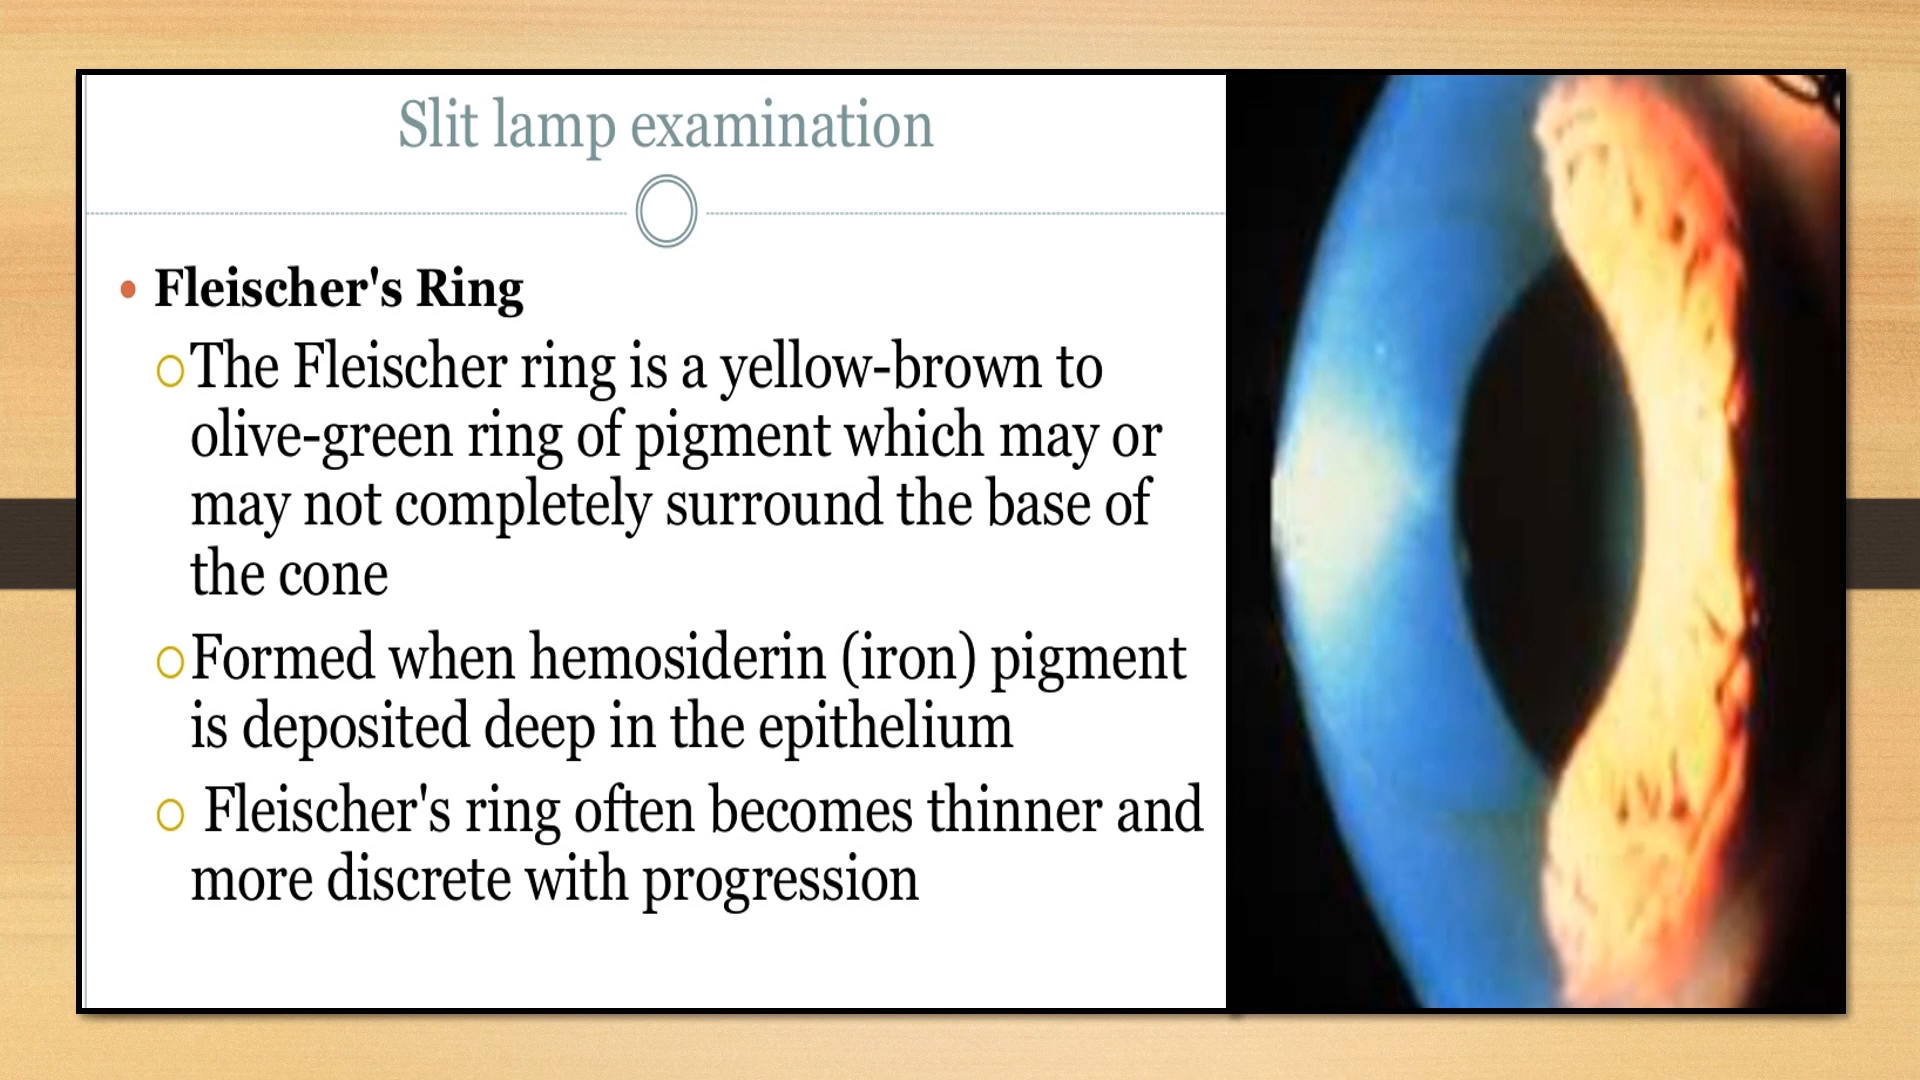 Slit lamp examination
• Fleischer's Ring
○The Fleischer ring is a yellow-brown to
olive-green ring of pigment which may or
may not completely surround the base of
the cone
○Formed when hemosiderin (iron) pigment
is deposited deep in the epithelium
○ Fleischer's ring often becomes thinner and
more discrete with progression